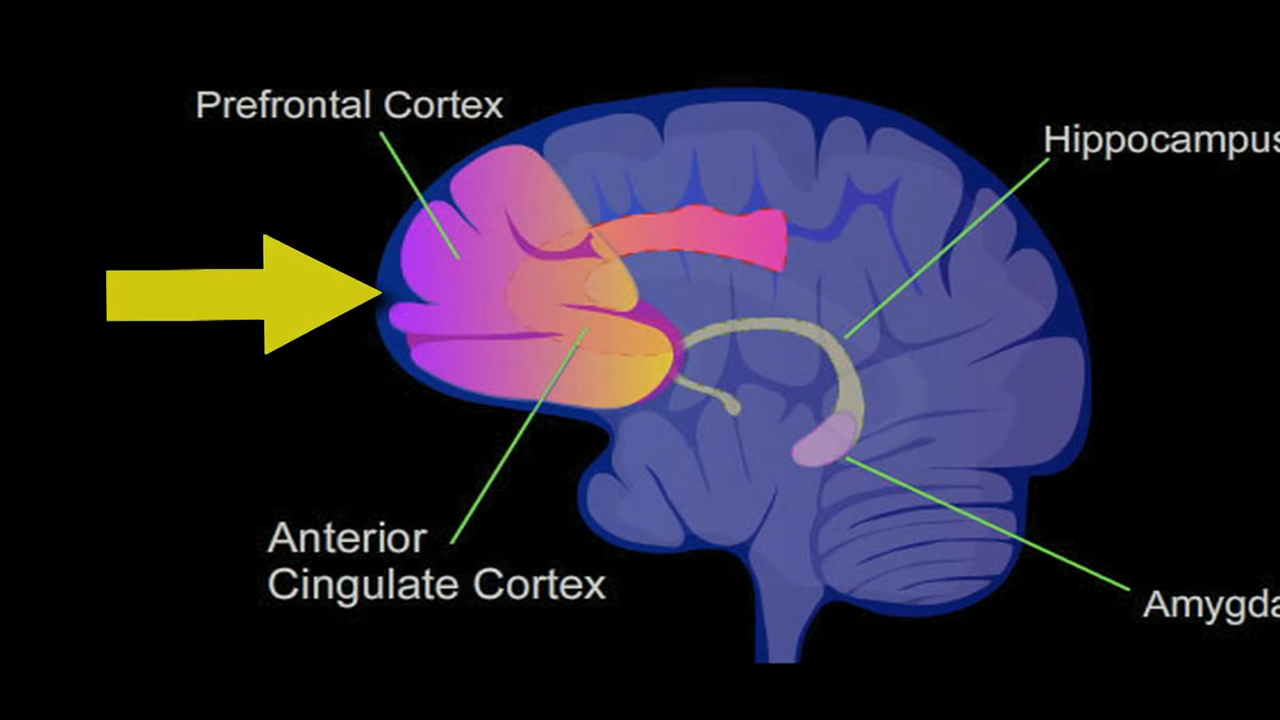 Prefrontal Cortex
Hippocampus
Anterior
Cingulate Cortex
Amygda